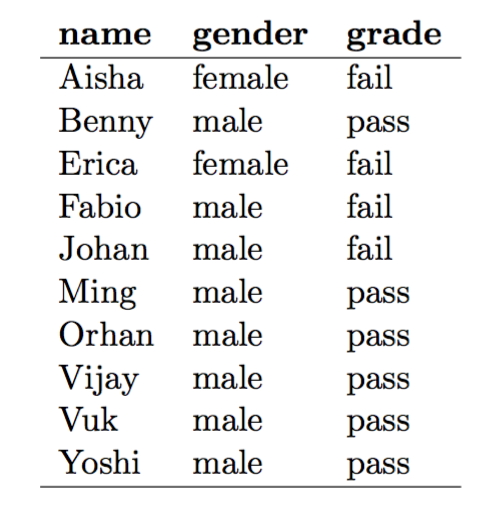 name gender grade
Aisha female fail
Benny male pass
Erica female fail
Fabio male fail
Johan male fail
Ming male pass
Orhan male pass
Vijay male pass
Vuk male pass
Yoshi male pass